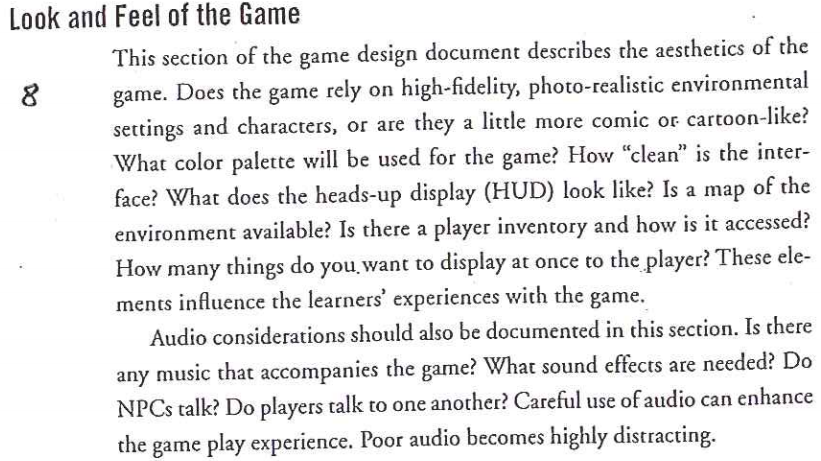 Look and Feel of the Game
This section of the game design document describes the aesthetics of the
8
game. Does the game rely on high-fidelity, photo-realistic environmental
settings and characters, or are they a little more comic or cartoon-like?
What color palette will be used for the game? How “clean” is the inter-
face? What does the heads-up display (HUD) look like? Is a map of the
environment available? Is there a player inventory and how is it accessed?
How many things do you want to display at once to the player? These ele-
ments influence the learners’ experiences with the game.
Audio considerations should also be documented in this section. Is there
any music that accompanies the game? What sound effects are needed? Do
NPCs talk? Do players talk to one another? Careful use of audio can enhance
the game play experience. Poor audio becomes highly distracting.